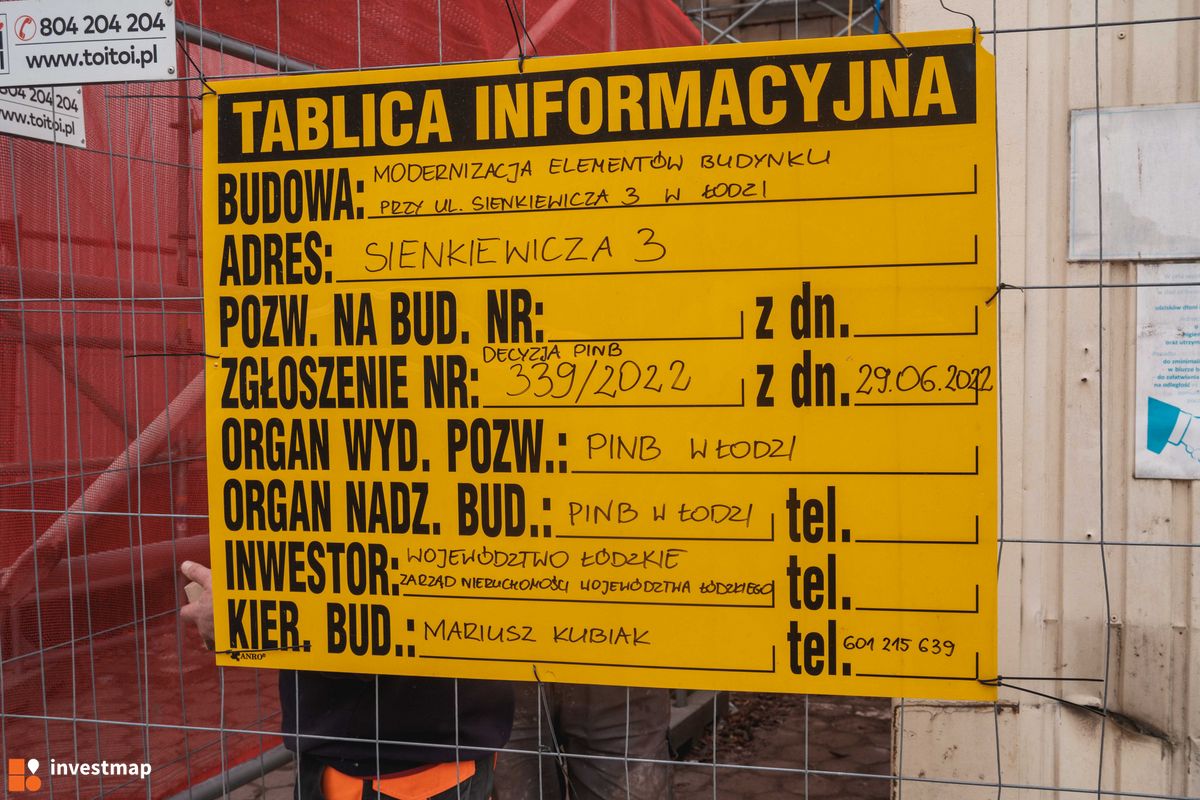 804 204 204
www.toitoi.pl
804 204 204
www.toitoi.pl
TABLICA INFORMACYJNA
BUDOWA: MODERNIZACJA ELEMENTÓW BUDYNKU
PRZY UL. SIENKIEWICZA 3 W ŁODZI
ADRES: SIENKIEWICZA 3
POZW. NA BUD. NR: z dn.
DECYZJA PINB
ZGŁOSZENIE NR: 339/2022 z dn. 29.06.2022
ORGAN WYD. POZW.: PINB W ŁODZI
ORGAN NADZ. BUD.: PINB W ŁODZI tel.
INWESTOR: WOJEWÓDZTWO ŁÓDZKIE tel.
ZARZĄD NIERUCHOMOŚCI WOJEWÓDZTWA ŁÓDZKIEGO
KIER. BUD.: MARIUSZ KUBIAK tel. 601 215 639
ANRO®
investmap